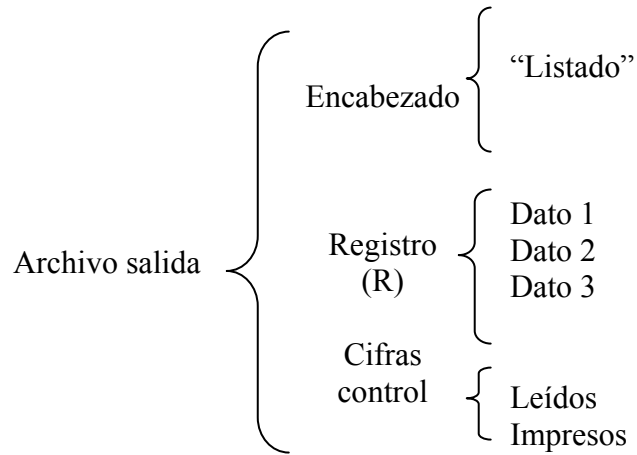 Archivo salida
Encabezado
“Listado”
Registro
(R)
Dato 1
Dato 2
Dato 3
Cifras
control
Leídos
Impresos